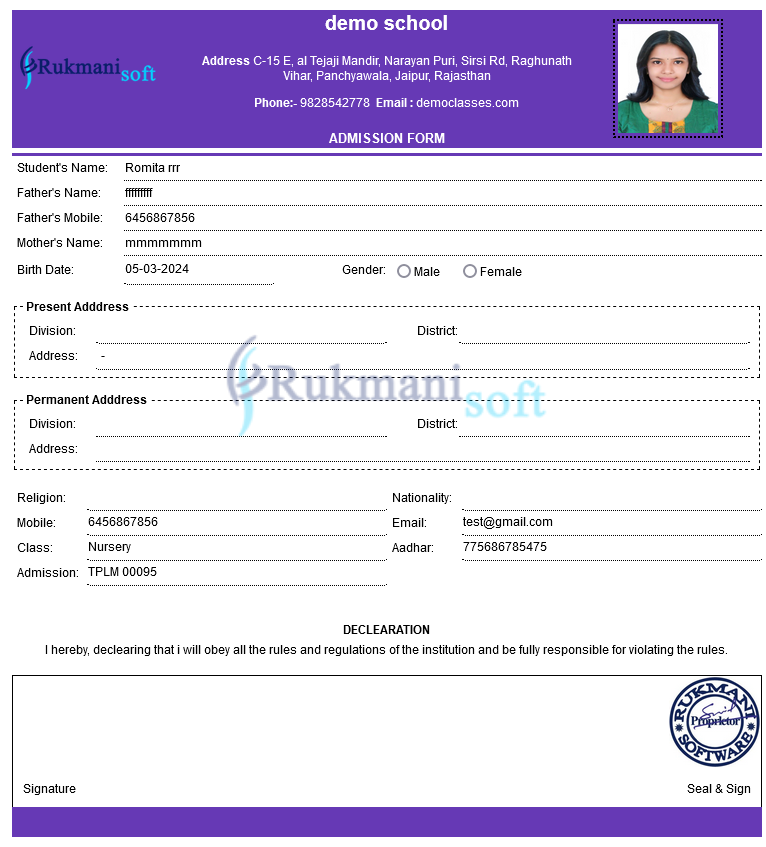 demo school
Rukmani soft
Address C-15 E, al Tejaji Mandir, Narayan Puri, Sirsi Rd, Raghunath
Vihar, Panchyawala, Jaipur, Rajasthan
Phone:- 9828542778 Email : democlasses.com
ADMISSION FORM
Student's Name: Romita rrr
Father's Name: fffffffff
Father's Mobile: 6456867856
Mother's Name: mmmmmmm
Birth Date: 05-03-2024 Gender: Male Female
Present Adddress
Division: District:
Address: -
Rukmani soft
Permanent Adddress
Division: District:
Address:
Religion: Nationality:
Mobile: 6456867856 Email: test@gmail.com
Class: Nursery Aadhar: 775686785475
Admission: TPLM 00095
DECLEARATION
I hereby, declearing that i will obey all the rules and regulations of the institution and be fully responsible for violating the rules.
RUKMANI
Proprietor
SOFTWARE
Signature Seal & Sign